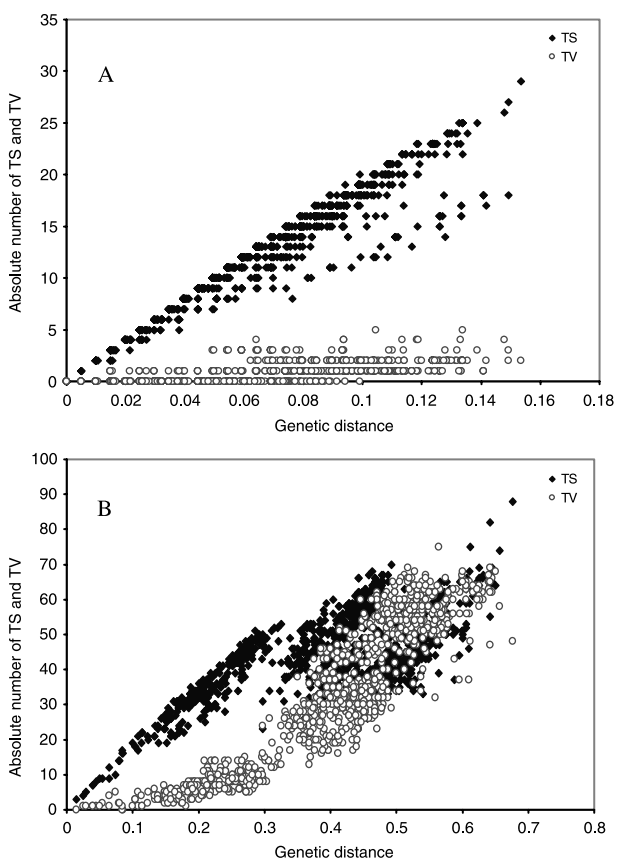 A
TS
TV
35
30
25
20
15
10
5
0
Absolute number of TS and TV
0 0.02 0.04 0.06 0.08 0.1 0.12 0.14 0.16 0.18
Genetic distance
B
TS
TV
100
90
80
70
60
50
40
30
20
10
0
Absolute number of TS and TV
0 0.1 0.2 0.3 0.4 0.5 0.6 0.7 0.8
Genetic distance